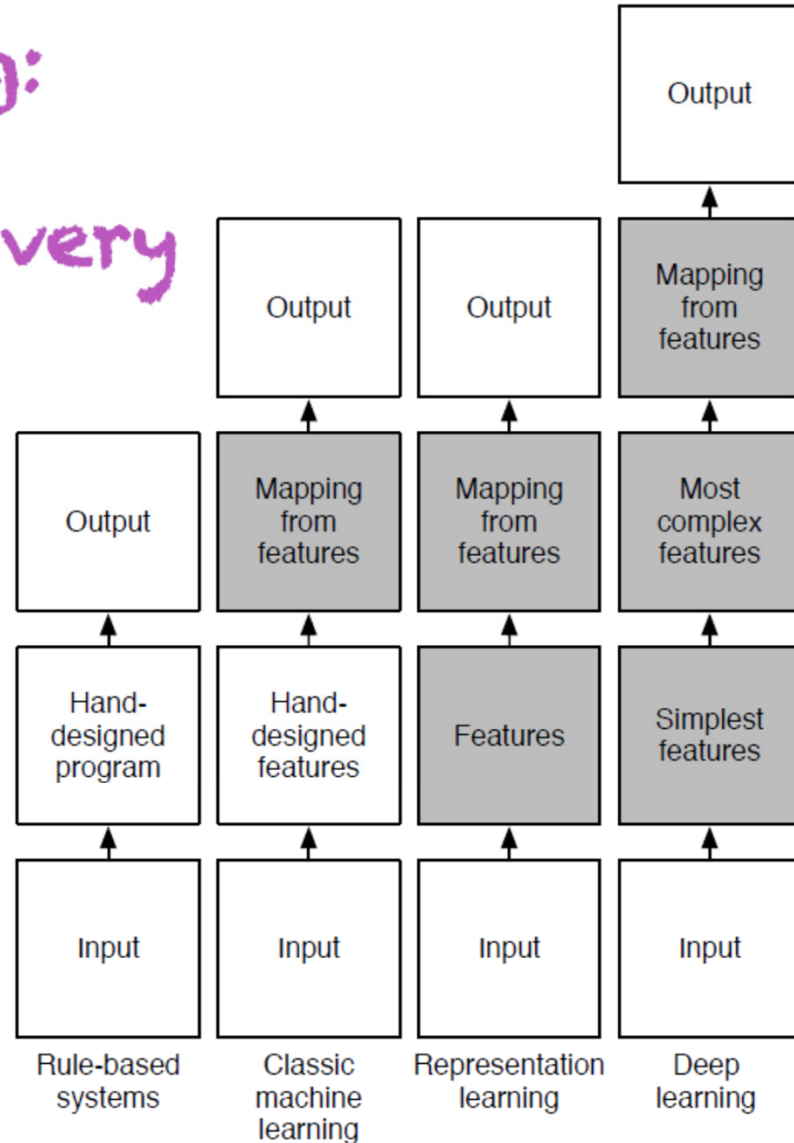 ):
very
Output
Output
Output
Mapping
from
features
Output
Mapping
from
features
Mapping
from
features
Most
complex
features
Hand-
designed
program
Hand-
designed
features
Features
Simplest
features
Input
Input
Input
Input
Rule-based
systems
Classic
machine
learning
Representation
learning
Deep
learning